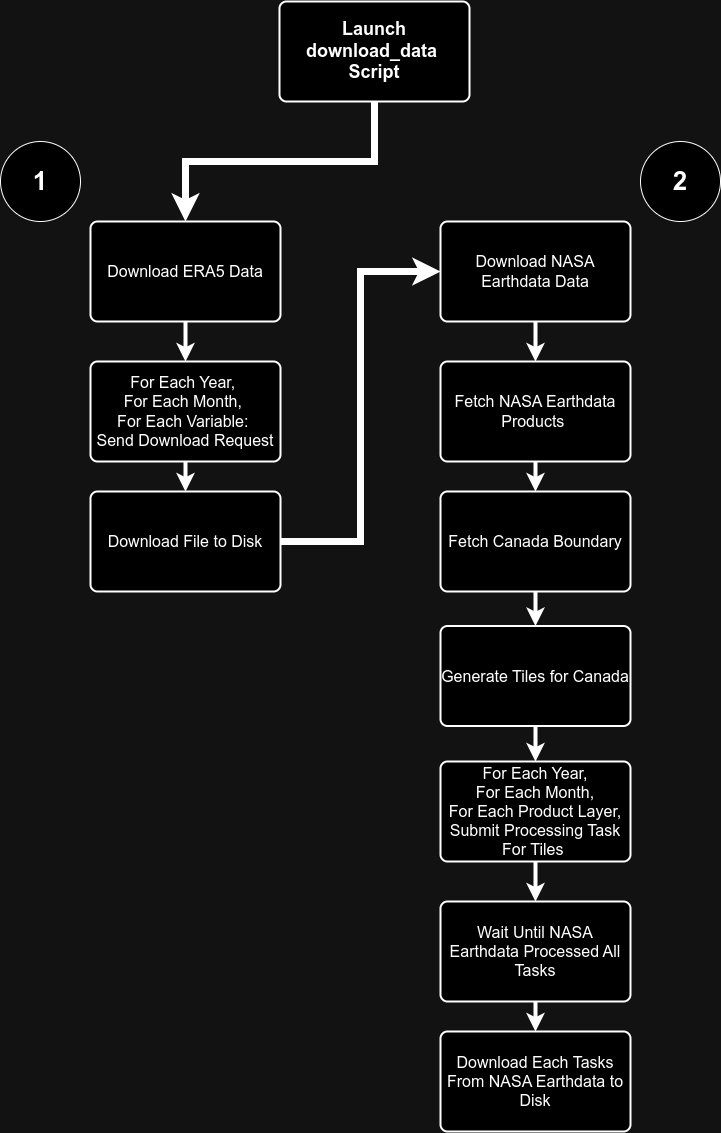 Launch
download_data
Script
1
Download ERA5 Data
For Each Year,
For Each Month,
For Each Variable:
Send Download Request
Download File to Disk
2
Download NASA
Earthdata Data
Fetch NASA Earthdata
Products
Fetch Canada Boundary
Generate Tiles for Canada
For Each Year,
For Each Month,
For Each Product Layer,
Submit Processing Task
For Tiles
Wait Until NASA
Earthdata Processed All
Tasks
Download Each Tasks
From NASA Earthdata to
Disk